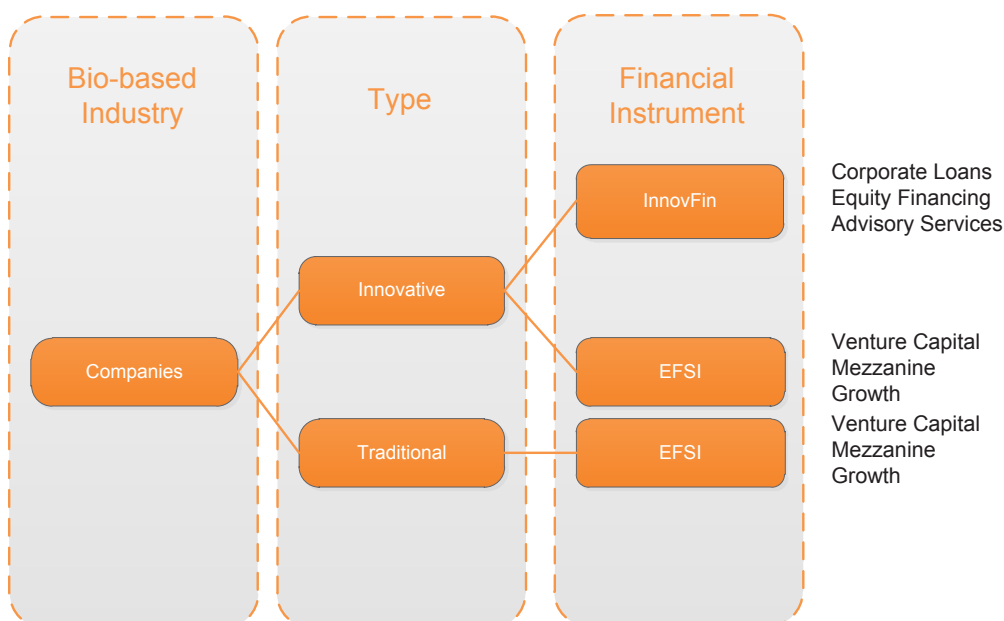 Bio-based
Industry
Type
Financial
Instrument
InnovFin
Corporate Loans
Equity Financing
Advisory Services
Innovative
Companies
EFSI
Venture Capital
Mezzanine
Growth
Traditional
EFSI
Venture Capital
Mezzanine
Growth